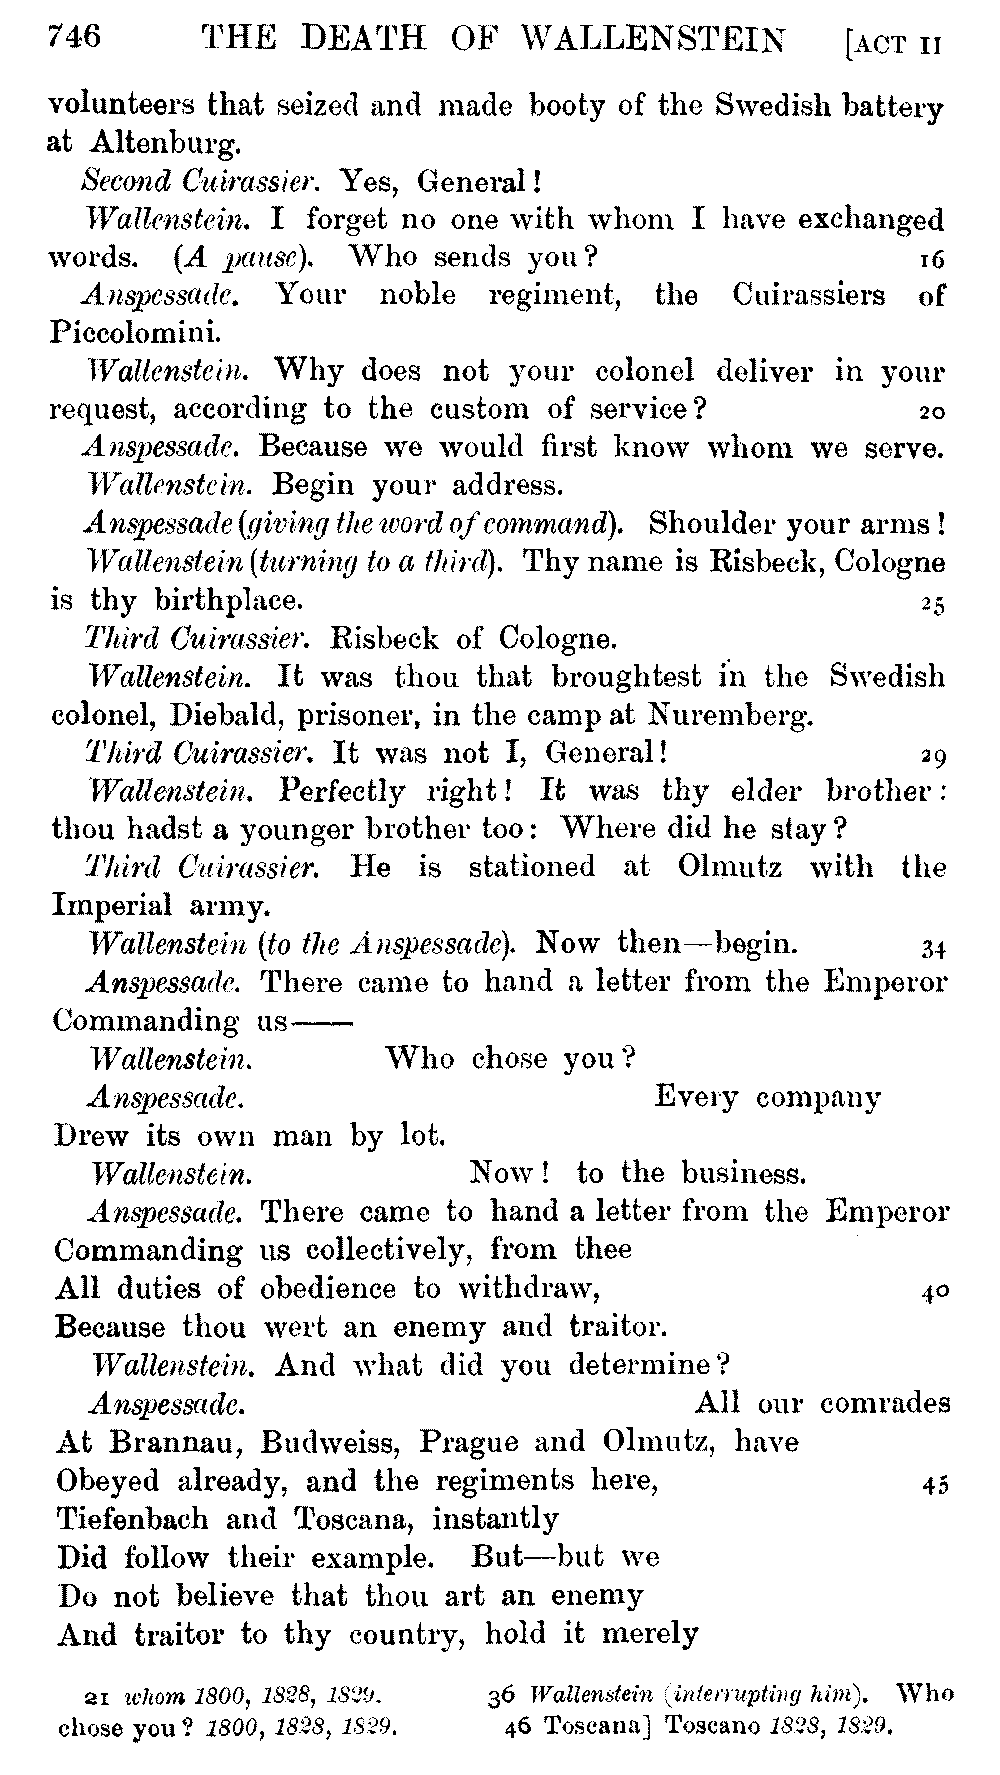 746 THE DEATH OF WALLENSTEIN [ACT II
volunteers that seized and made booty of the Swedish battery
at Altenburg.
Second Cuirassier. Yes, General!
Wallenstein. I forget no one with whom I have exchanged
words. (A pause). Who sends you? 16
Anspessade. Your noble regiment, the Cuirassiers of
Piccolomini.
Wallenstein. Why does not your colonel deliver in your
request, according to the custom of service? 20
Anspessade. Because we would first know whom we serve.
Wallenstein. Begin your address.
Anspessade (giving the word of command). Shoulder your arms!
Wallenstein (turning to a third). Thy name is Risbeck, Cologne
is thy birthplace. 25
Third Cuirassier. Risbeck of Cologne.
Wallenstein. It was thou that broughtest in the Swedish
colonel, Diebald, prisoner, in the camp at Nuremberg.
Third Cuirassier. It was not I, General! 29
Wallenstein. Perfectly right! It was thy elder brother:
thou hadst a younger brother too: Where did he stay?
Third Cuirassier. He is stationed at Olmutz with the
Imperial army.
Wallenstein (to the Anspessade). Now then—begin. 34
Anspessade. There came to hand a letter from the Emperor
Commanding us——
Wallenstein. Who chose you?
Anspessade. Every company
Drew its own man by lot.
Wallenstein. Now! to the business.
Anspessade. There came to hand a letter from the Emperor
Commanding us collectively, from thee
All duties of obedience to withdraw, 40
Because thou wert an enemy and traitor.
Wallenstein. And what did you determine?
Anspessade. All our comrades
At Brannau, Budweiss, Prague and Olmutz, have
Obeyed already, and the regiments here, 45
Tiefenbach and Toscana, instantly
Did follow their example. But—but we
Do not believe that thou art an enemy
And traitor to thy country, hold it merely
21 whom 1800, 1828, 1829. 36 Wallenstein (interrupting him). Who
chose you? 1800, 1828, 1829. 46 Toscana] Toscano 1828, 1829.